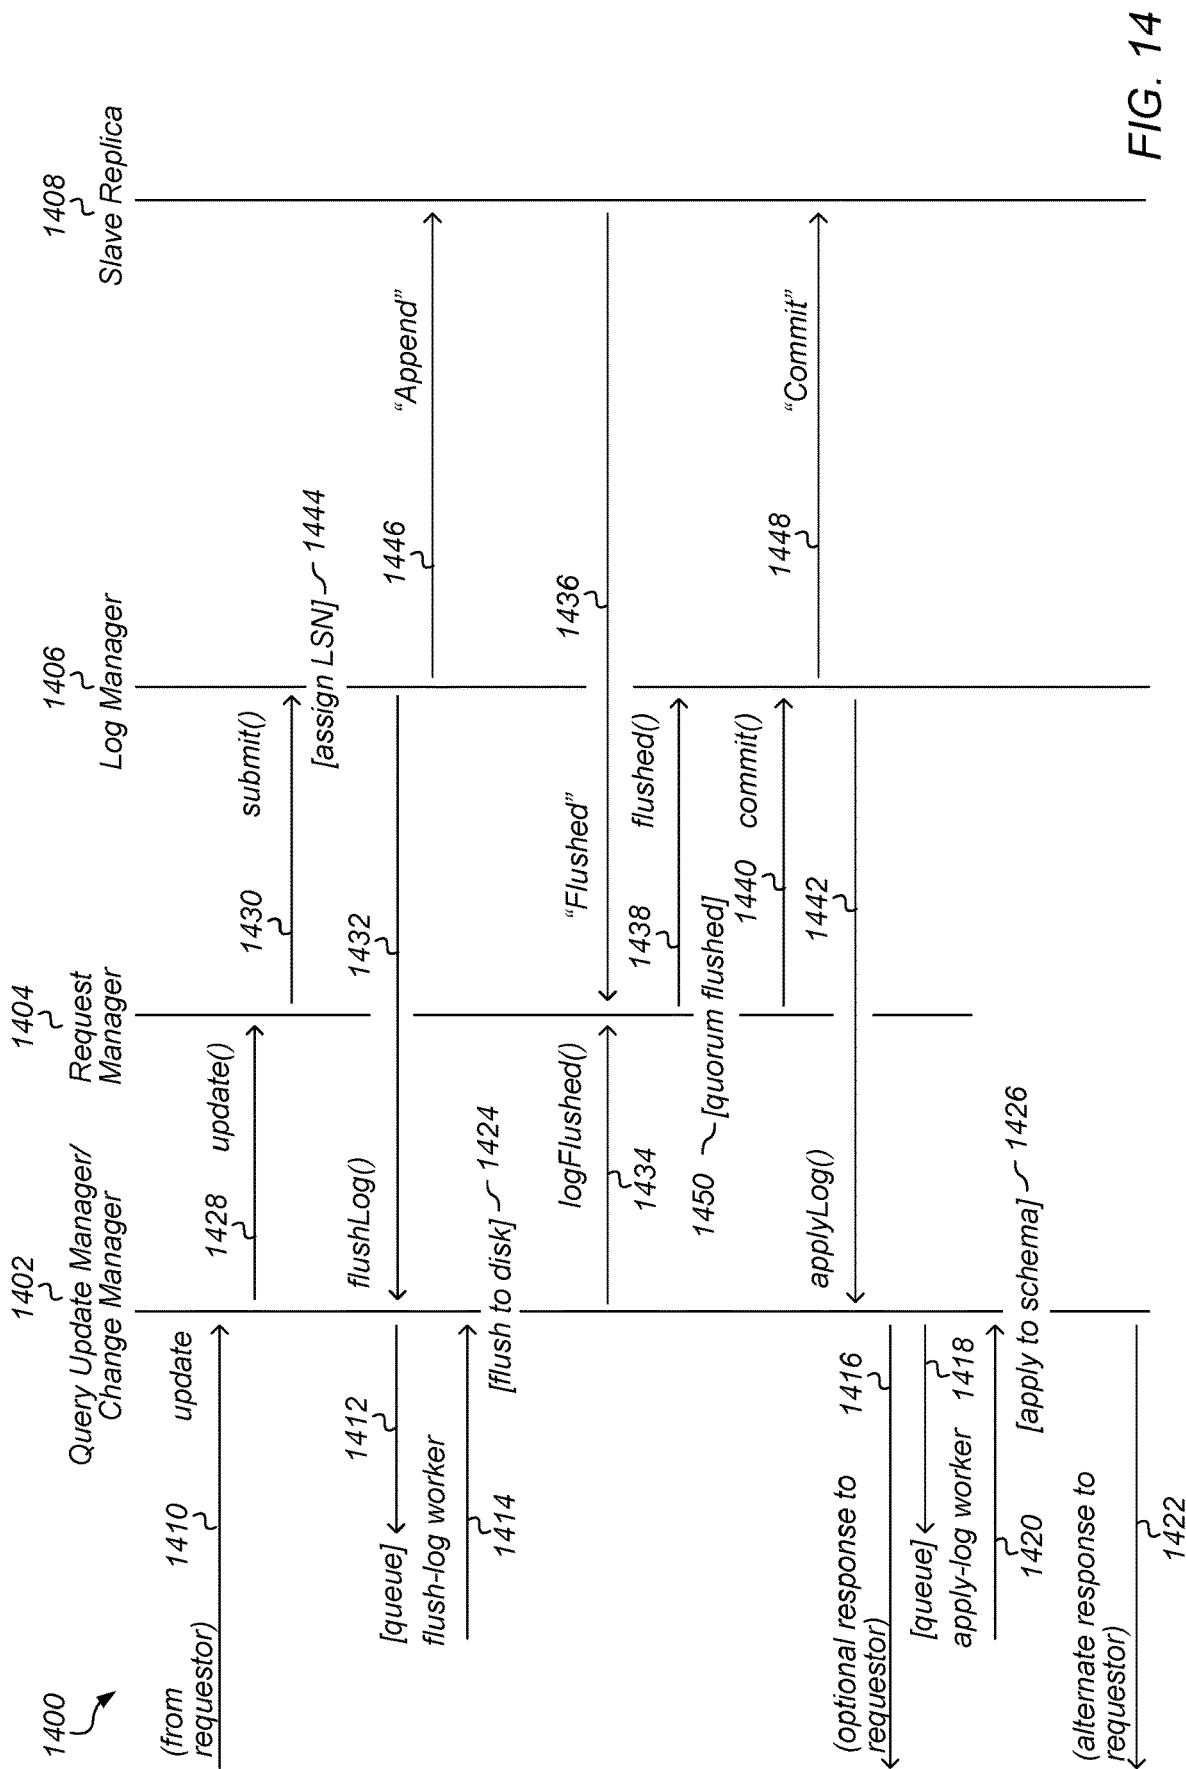 1400
1402
Query Update Manager/
Change Manager
1404
Request
Manager
1406
Log Manager
1408
Slave Replica
(from
requestor)
1410
update
1428
update()
1430
submit()
[assign LSN]
1444
flushLog()
1432
1446
“Append”
[queue]
1412
flush-log worker
1414
[flush to disk]
1424
logFlushed()
1434
“Flushed”
1436
1438
flushed()
1450
[quorum flushed]
1440
commit()
1448
“Commit”
applyLog()
1442
(optional response to
requestor)
1416
[queue]
1418
apply-log worker
1420
[apply to schema]
1426
(alternate response to
requestor)
1422
FIG. 14